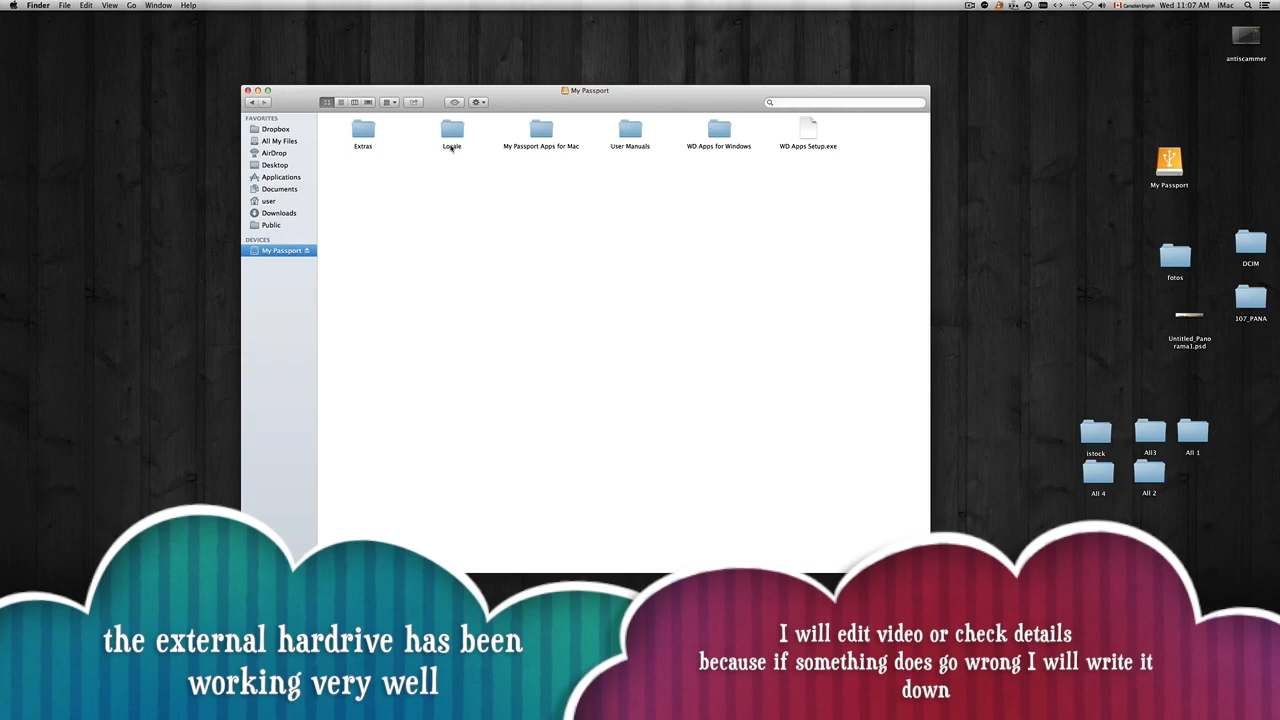 Finder File Edit View Go Window Help
Canadian English Wed 11:07 AM iMac
antiscammer
My Passport
FAVORITES
Dropbox
All My Files
AirDrop
Desktop
Applications
Documents
user
Downloads
Public
DEVICES
My Passport
Extras
Locale
My Passport Apps for Mac
User Manuals
WD Apps for Windows
WD Apps Setup.exe
My Passport
fotos
DCIM
107_PANA
Untitled_Pano
rama1.psd
istock
All3
All 1
All 4
All 2
the external hardrive has been
working very well
I will edit video or check details
because if something does go wrong I will write it
down